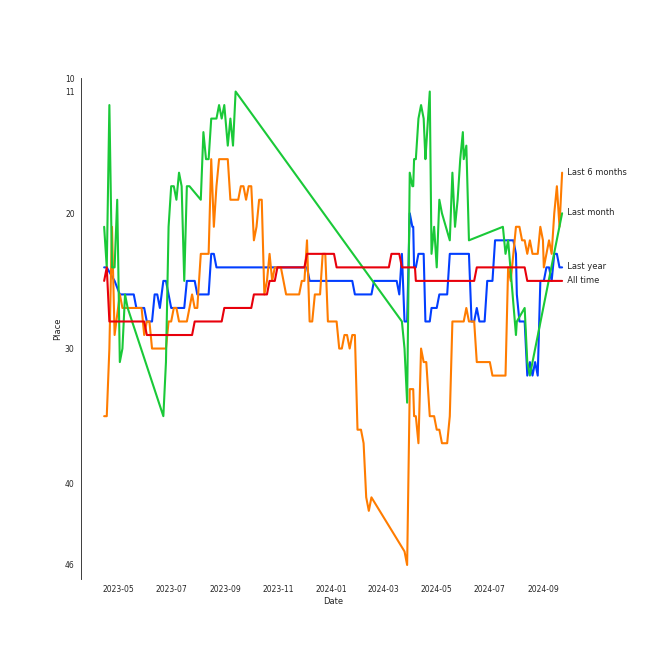 10
11
20
30
40
46
Place
2023-05
2023-07
2023-09
2023-11
2024-01
2024-03
2024-05
2024-07
2024-09
Date
Last 6 months
Last month
Last year
All time